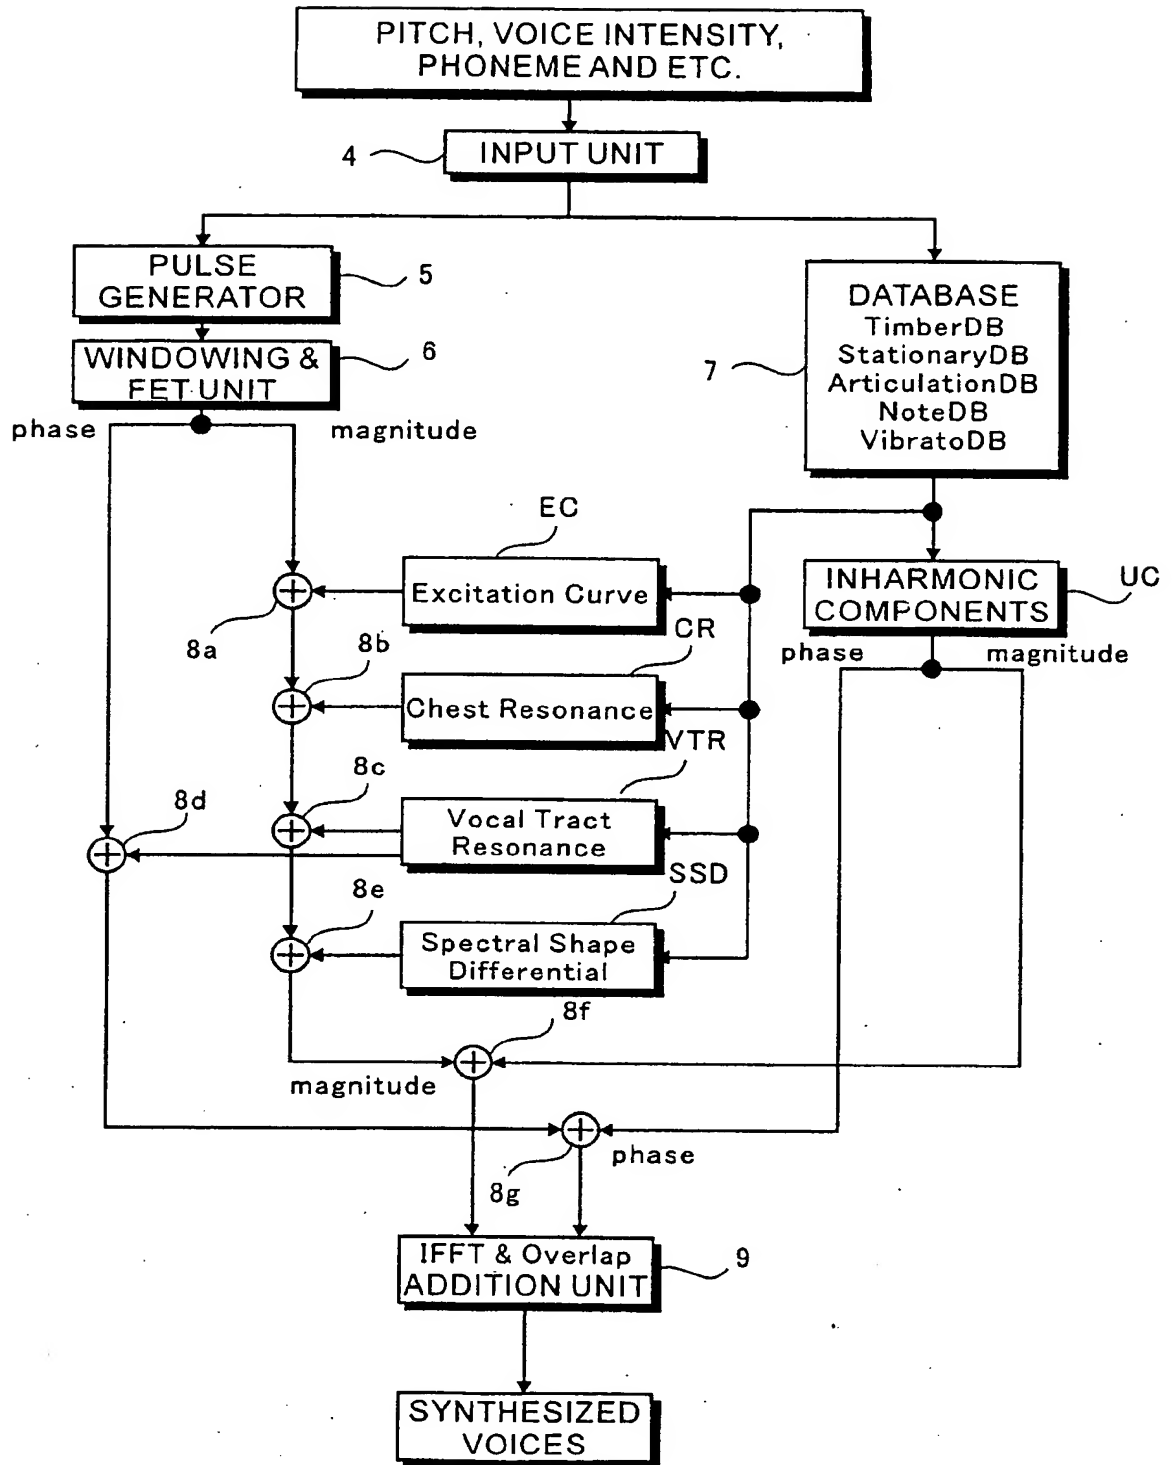 PITCH, VOICE INTENSITY,
PHONEME AND ETC.
4
INPUT UNIT
PULSE
GENERATOR
5
WINDOWING &
FET UNIT
6
phase
magnitude
DATABASE
TimberDB
StationaryDB
ArticulationDB
NoteDB
VibratoDB
7
EC
Excitation Curve
8a
INHARMONIC
COMPONENTS
UC
phase
magnitude
CR
8b
Chest Resonance
VTR
8c
Vocal Tract
Resonance
8d
SSD
8e
Spectral Shape
Differential
8f
magnitude
phase
8g
IFFT & Overlap
ADDITION UNIT
9
SYNTHESIZED
VOICES